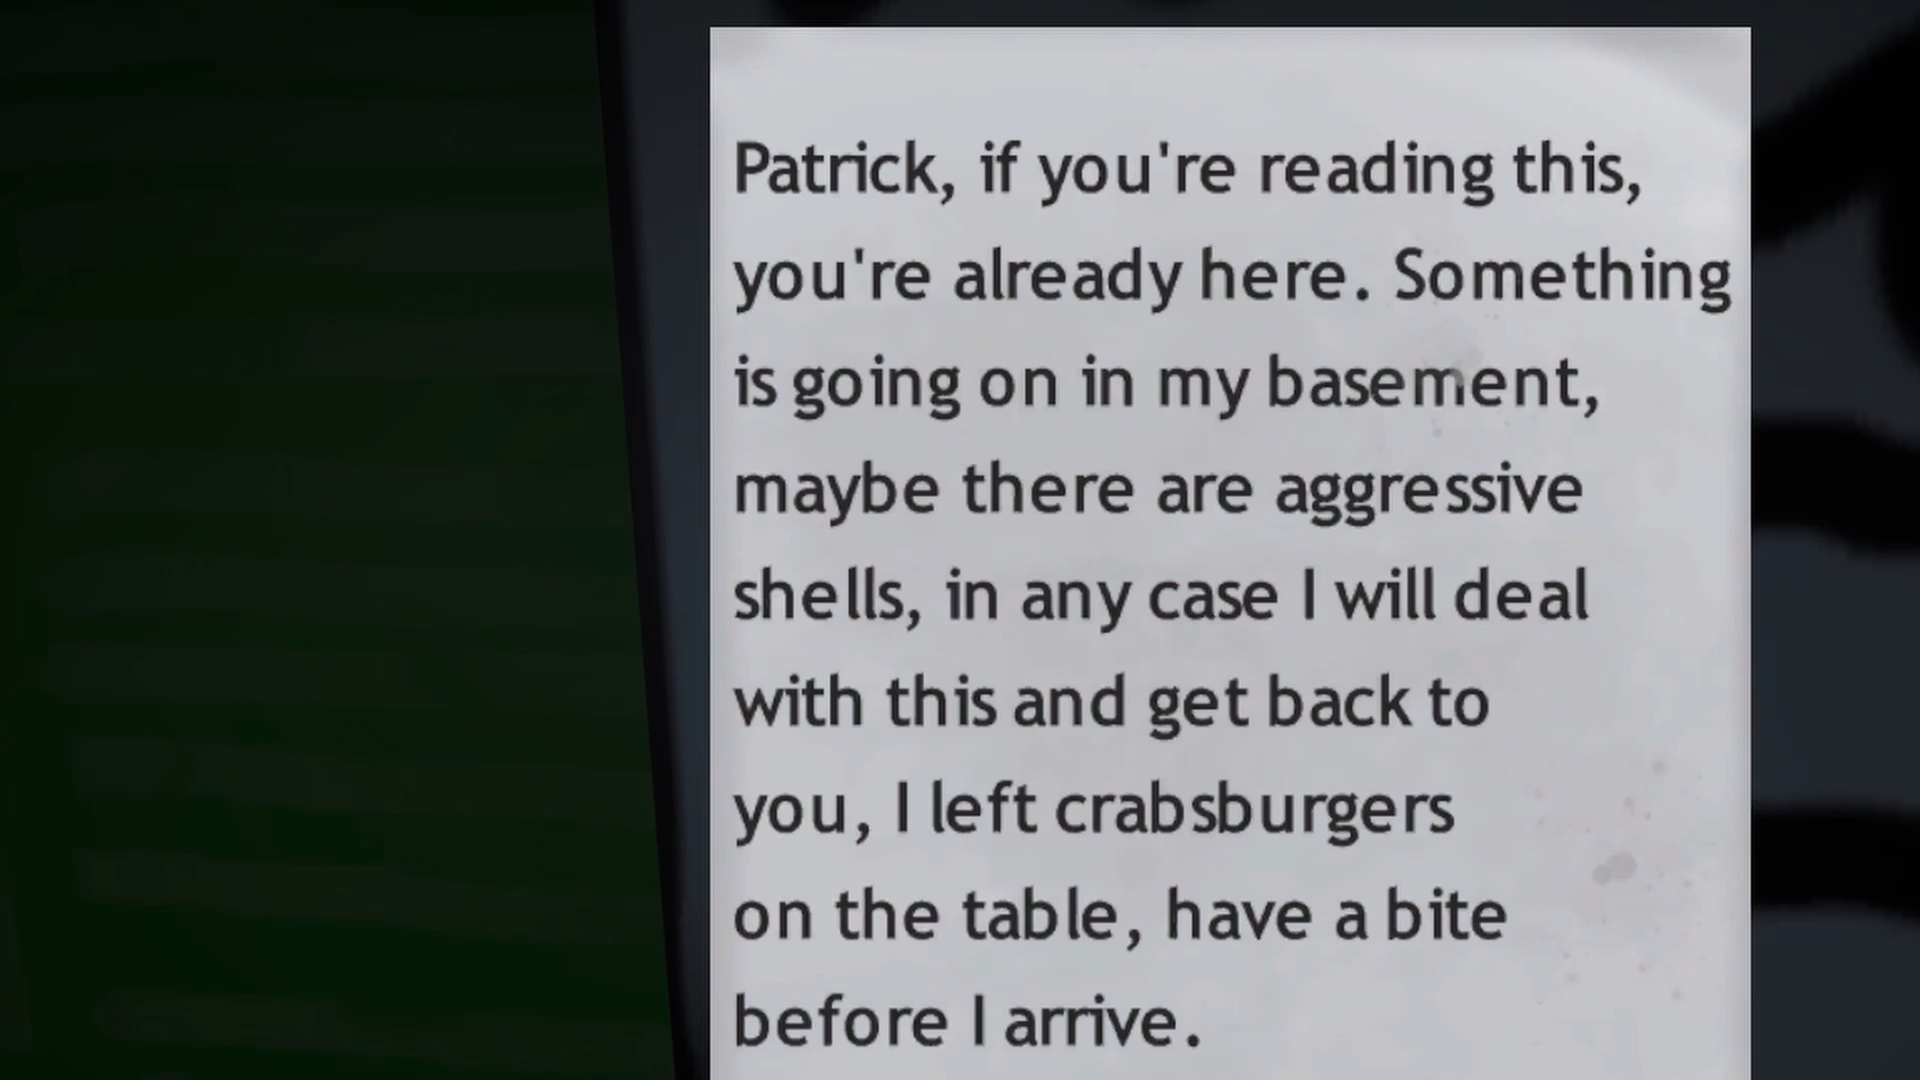 Patrick, if you're reading this,
you're already here. Something
is going on in my basement,
maybe there are aggressive
shells, in any case I will deal
with this and get back to
you, I left crabsburgers
on the table, have a bite
before I arrive.